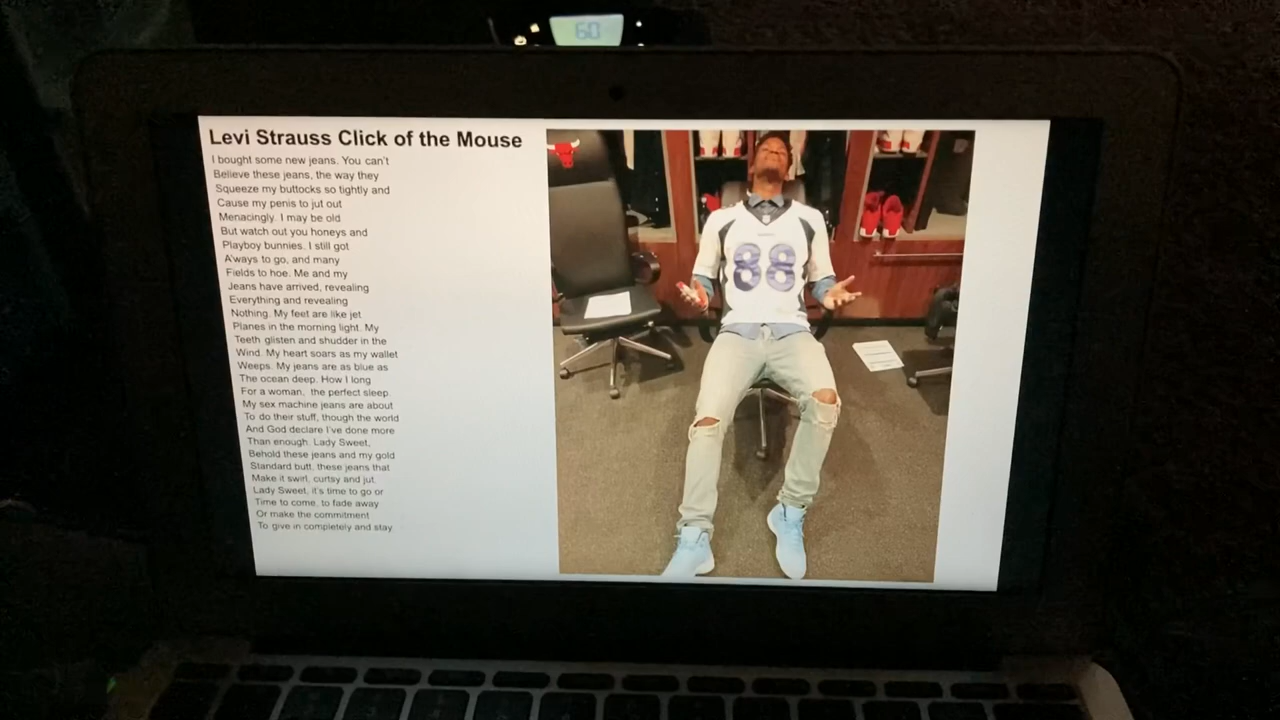 60
Levi Strauss Click of the Mouse
I bought some new jeans. You can't
Believe these jeans, the way they
Squeeze my buttocks so tightly and
Cause my penis to jut out
Menacingly. I may be old
But watch out you honeys and
Playboy bunnies. I still got
A'ways to go, and many
Fields to hoe. Me and my
Jeans have arrived, revealing
Everything and revealing
Nothing. My feet are like jet
Planes in the morning light. My
Teeth glisten and shudder in the
Wind. My heart soars as my wallet
Weeps. My jeans are as blue as
The ocean deep. How I long
For a woman, the perfect sleep.
My sex machine jeans are about
To do their stuff, though the world
And God declare I've done more
Than enough. Lady Sweet,
Behold these jeans and my gold
Standard butt, these jeans that
Make it swirl, curtsy and jut.
Lady Sweet, it's time to go or
Time to come, to fade away
Or make the commitment
To give in completely and stay.
88